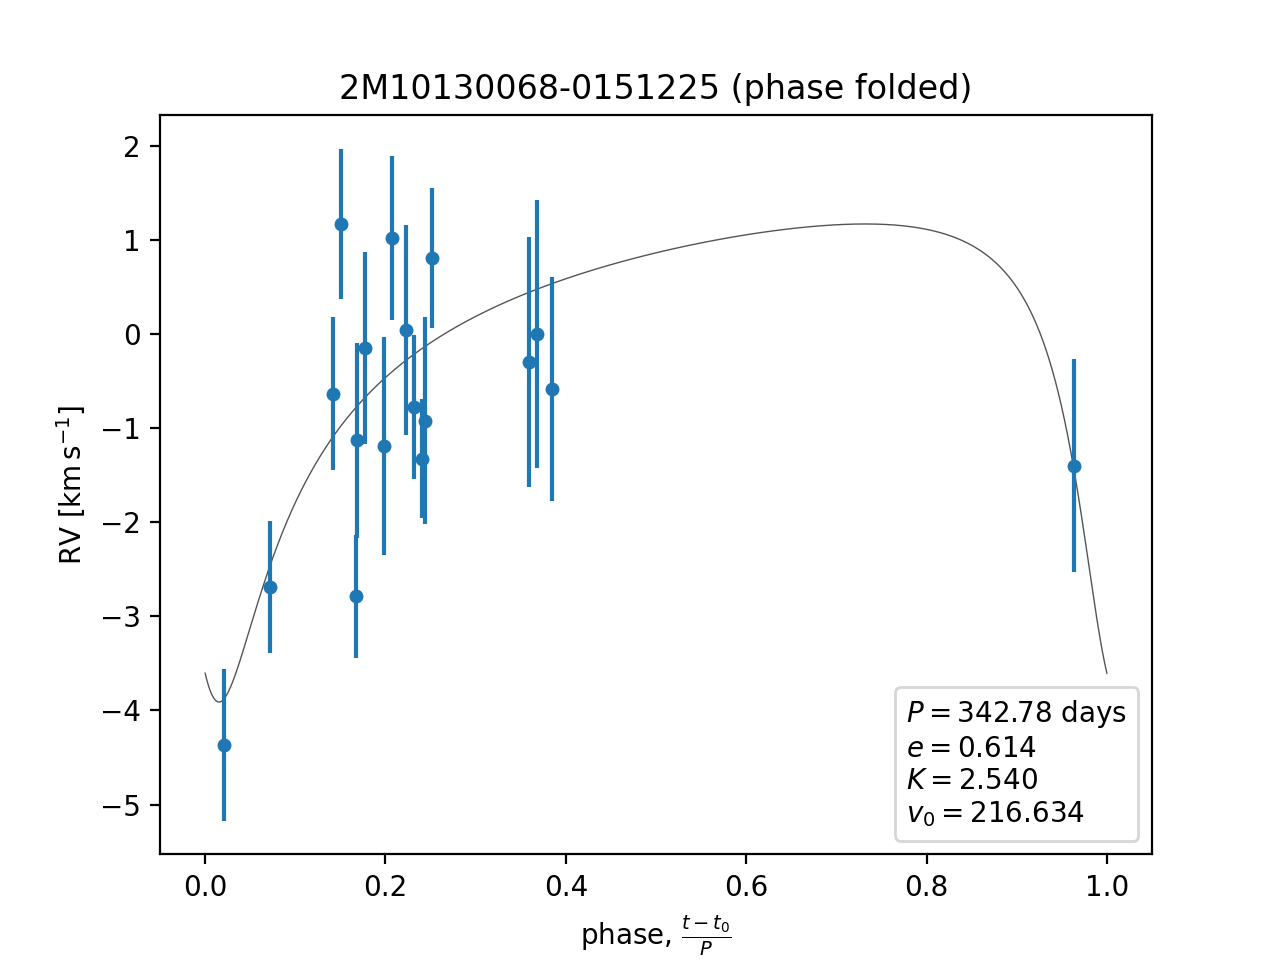 2M10130068-0151225 (phase folded)
RV [km s⁻¹]
2
1
0
−1
−2
−3
−4
−5
P = 342.78 days
e = 0.614
K = 2.540
v₀ = 216.634
0.0 0.2 0.4 0.6 0.8 1.0
phase, (t − t₀)/P